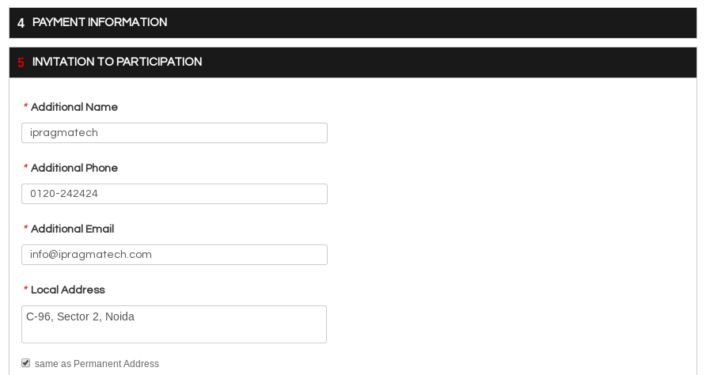 4 PAYMENT INFORMATION
5 INVITATION TO PARTICIPATION
* Additional Name
ipragmatech
* Additional Phone
0120-242424
* Additional Email
info@ipragmatech.com
* Local Address
C-96, Sector 2, Noida
same as Permanent Address